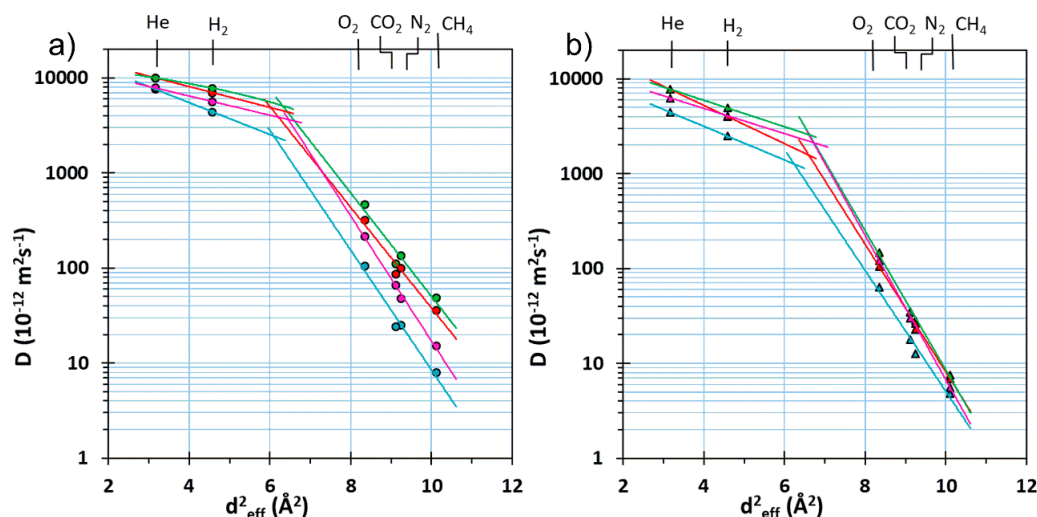 He H₂ O₂ CO₂ N₂ CH₄
a)
10000
1000
100
10
1
D (10⁻¹² m²s⁻¹)
2 4 6 8 10 12
d²eff (Å²)
He H₂ O₂ CO₂ N₂ CH₄
b)
10000
1000
100
10
1
D (10⁻¹² m²s⁻¹)
2 4 6 8 10 12
d²eff (Å²)